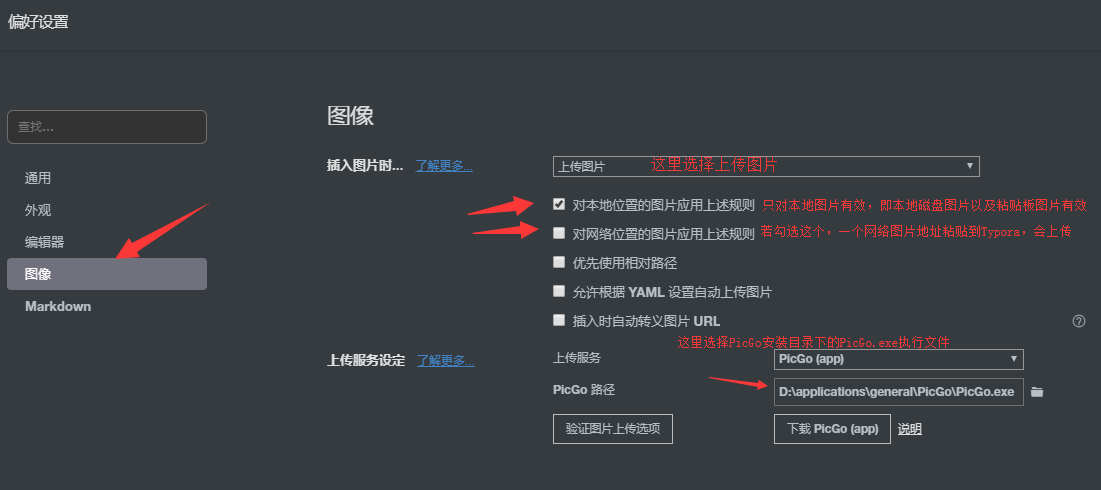 偏好设置
查找...
通用
外观
编辑器
图像
Markdown
图像
插入图片时... 了解更多... 上传图片 这里选择上传图片
对本地位置的图片应用上述规则 只对本地图片有效，即本地磁盘图片以及粘贴板图片有效
对网络位置的图片应用上述规则 若勾选这个，一个网络图片地址粘贴到Typora，会上传
优先使用相对路径
允许根据 YAML 设置自动上传图片
插入时自动转义图片 URL
这里选择PicGo安装目录下的PicGo.exe执行文件
上传服务设定 了解更多... 上传服务 PicGo (app)
PicGo 路径 D:\applications\general\PicGo\PicGo.exe
验证图片上传选项 下载 PicGo (app) 说明